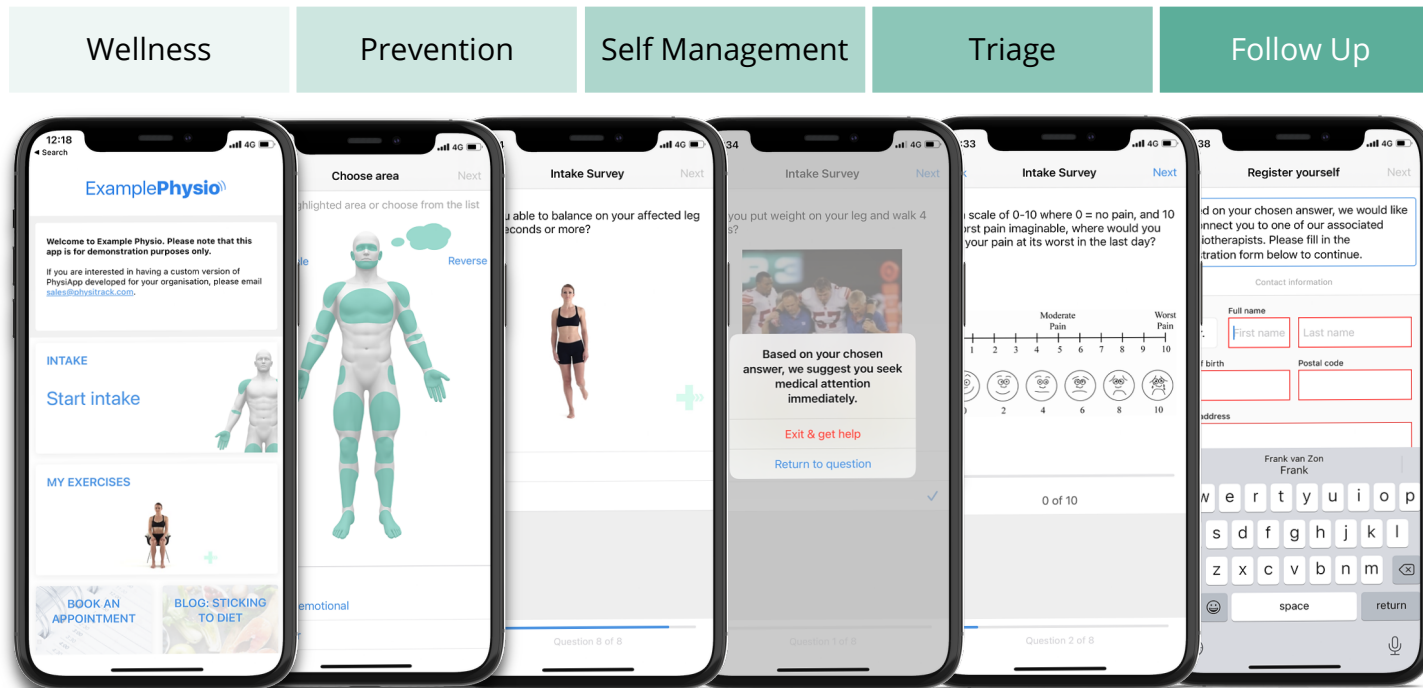 Wellness
Prevention
Self Management
Triage
Follow Up
12:18
Search
4G
ExamplePhysio
Welcome to Example Physio. Please note that this
app is for demonstration purposes only.
If you are interested in having a custom version of
PhysiApp developed for your organisation, please email
sales@physitrack.com.
INTAKE
Start intake
MY EXERCISES
BOOK AN
APPOINTMENT
BLOG: STICKING
TO DIET
4G
Choose area
Next
highlighted area or choose from the list
Reverse
emotional
4G
Intake Survey
Next
able to balance on your affected leg
seconds or more?
Question 8 of 8
:34
4G
Intake Survey
Next
you put weight on your leg and walk 4
57
Based on your chosen
answer, we suggest you seek
medical attention
immediately.
Exit & get help
Return to question
Question 1 of 8
:33
4G
Intake Survey
Next
scale of 0-10 where 0 = no pain, and 10
pain imaginable, where would you
your pain at its worst in the last day?
Moderate
Pain
Worst
Pain
1 2 3 4 5 6 7 8 9 10
2 4 6 8 10
0 of 10
Question 2 of 8
:38
4G
Register yourself
Next
on your chosen answer, we would like
connect you to one of our associated
Please fill in the
form below to continue.
Contact information
Full name
First name
Last name
birth
Postal code
address
Frank van Zon
Frank
w e r t y u i o p
s d f g h j k l
z x c v b n m
space
return